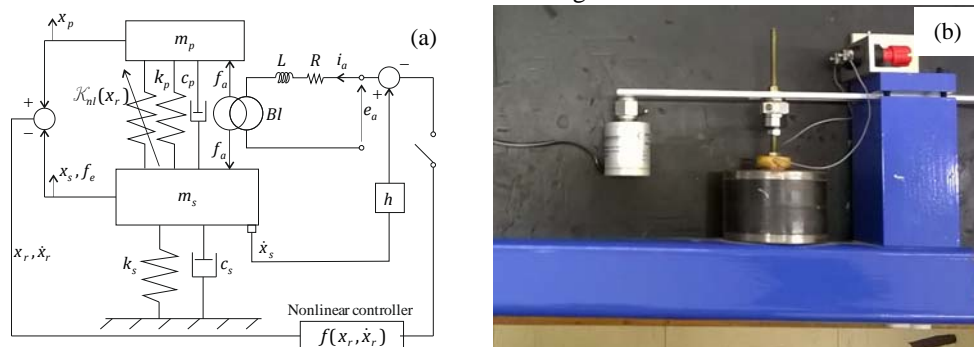 x_p
m_p
(a)
(b)
L R i_a −
k_p c_p f_a
+
𝒦_nl(x_r)
+
−
Bl
e_a
f_a
x_s, f_e
m_s
h
ẋ_s
x_r, ẋ_r
k_s c_s
Nonlinear controller
f(x_r, ẋ_r)